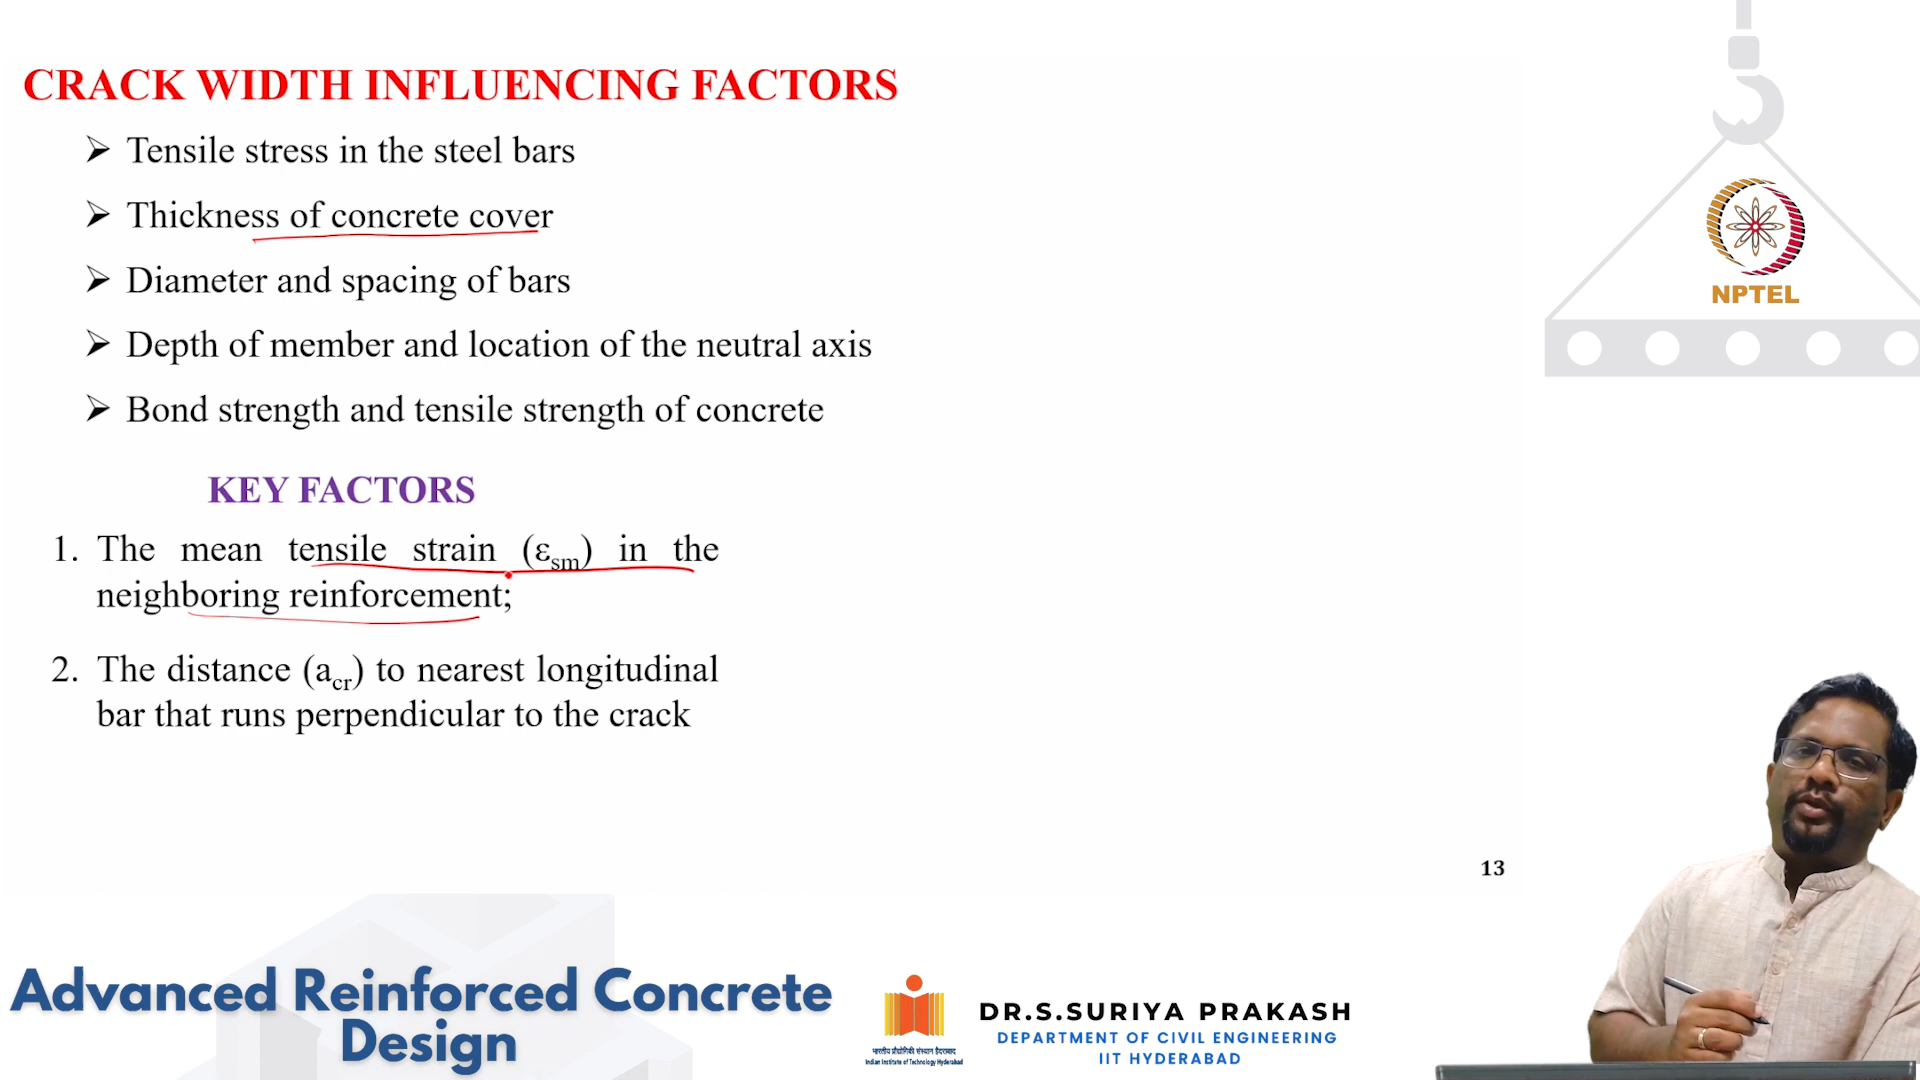 CRACK WIDTH INFLUENCING FACTORS
➢ Tensile stress in the steel bars
➢ Thickness of concrete cover
➢ Diameter and spacing of bars
➢ Depth of member and location of the neutral axis
➢ Bond strength and tensile strength of concrete
KEY FACTORS
1. The mean tensile strain (εsm) in the
neighboring reinforcement;
2. The distance (acr) to nearest longitudinal
bar that runs perpendicular to the crack
NPTEL
13
Advanced Reinforced Concrete
Design
भारतीय प्रौद्योगिकी संस्थान हैदराबाद
Indian Institute of Technology Hyderabad
DR.S.SURIYA PRAKASH
DEPARTMENT OF CIVIL ENGINEERING
IIT HYDERABAD